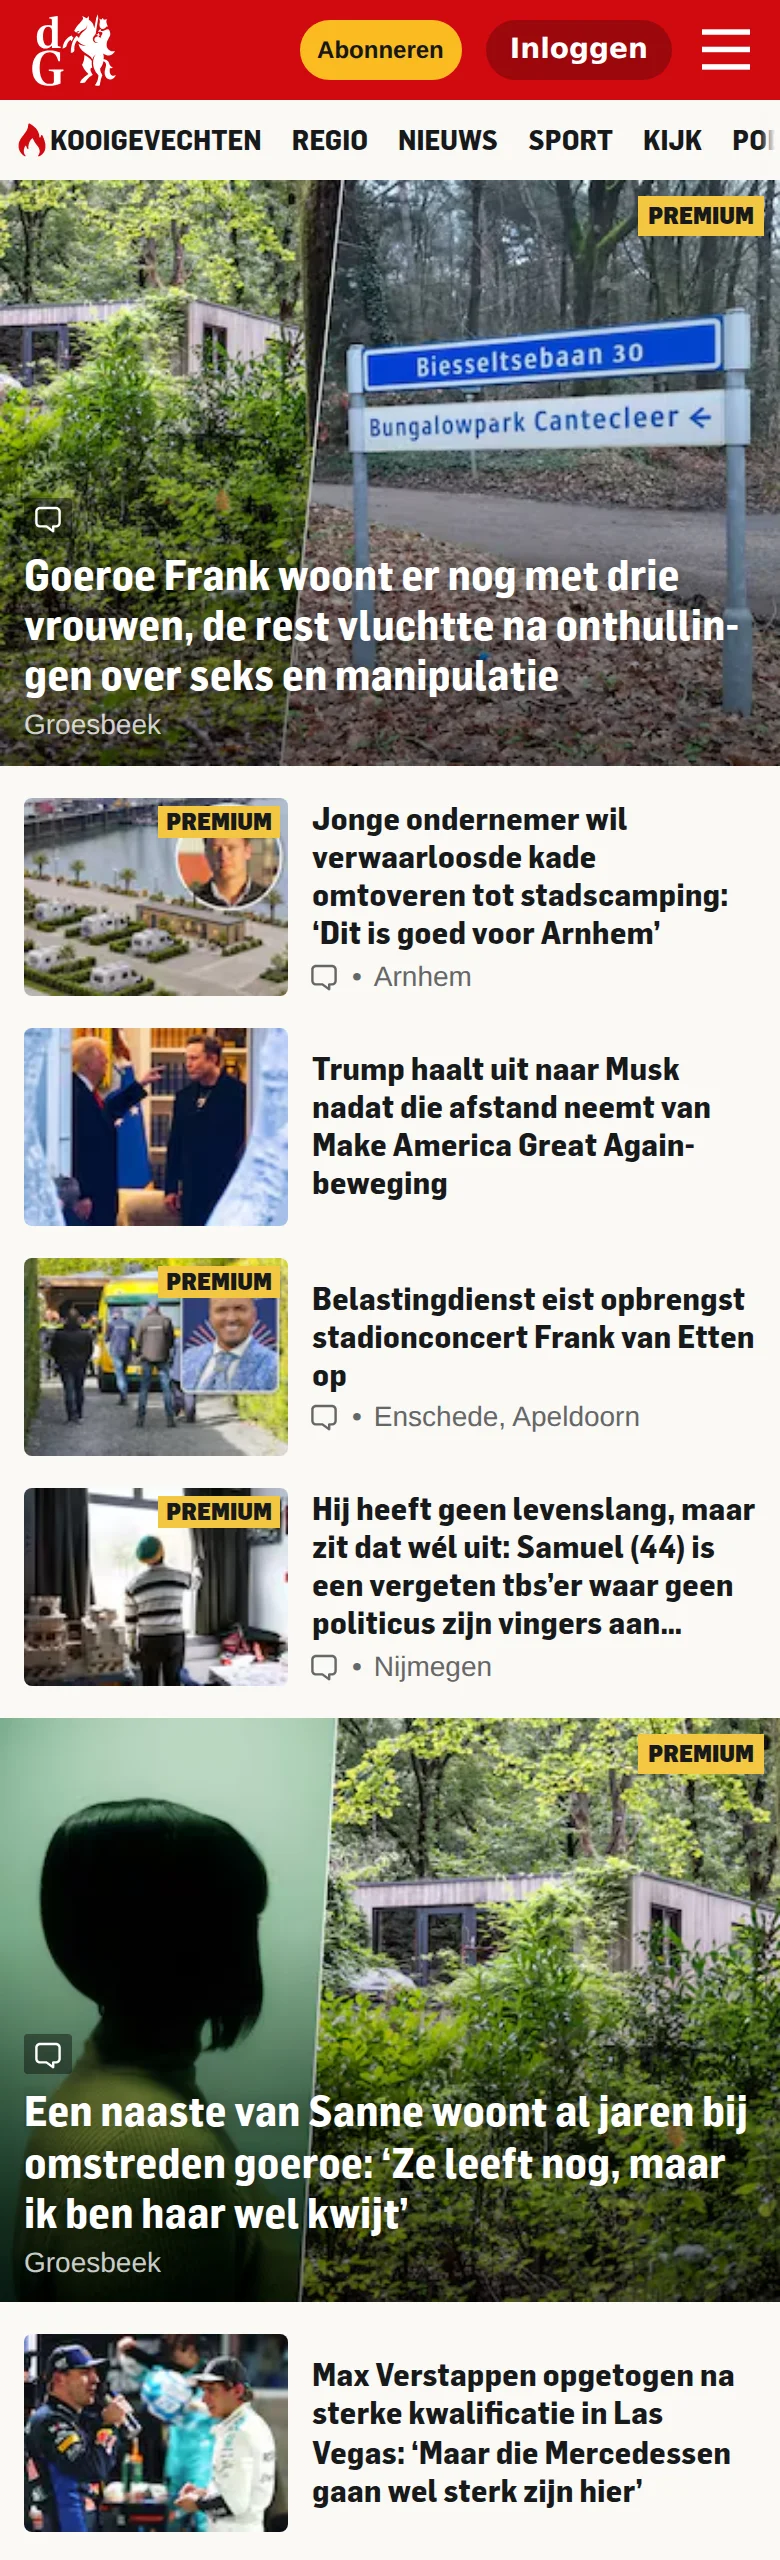 dG
Abonneren
Inloggen
KOOIGEVECHTEN REGIO NIEUWS SPORT KIJK
PREMIUM
Biesseltsebaan 30
Bungalowpark Cantecleer ←
Goeroe Frank woont er nog met drie
vrouwen, de rest vluchtte na onthullin-
gen over seks en manipulatie
Groesbeek
PREMIUM
Jonge ondernemer wil
verwaarloosde kade
omtoveren tot stadscamping:
‘Dit is goed voor Arnhem’
• Arnhem
Trump haalt uit naar Musk
nadat die afstand neemt van
Make America Great Again-
beweging
PREMIUM
Belastingdienst eist opbrengst
stadionconcert Frank van Etten
op
• Enschede, Apeldoorn
PREMIUM
Hij heeft geen levenslang, maar
zit dat wél uit: Samuel (44) is
een vergeten tbs’er waar geen
politicus zijn vingers aan...
• Nijmegen
PREMIUM
Een naaste van Sanne woont al jaren bij
omstreden goeroe: ‘Ze leeft nog, maar
ik ben haar wel kwijt’
Groesbeek
Max Verstappen opgetogen na
sterke kwalificatie in Las
Vegas: ‘Maar die Mercedessen
gaan wel sterk zijn hier’